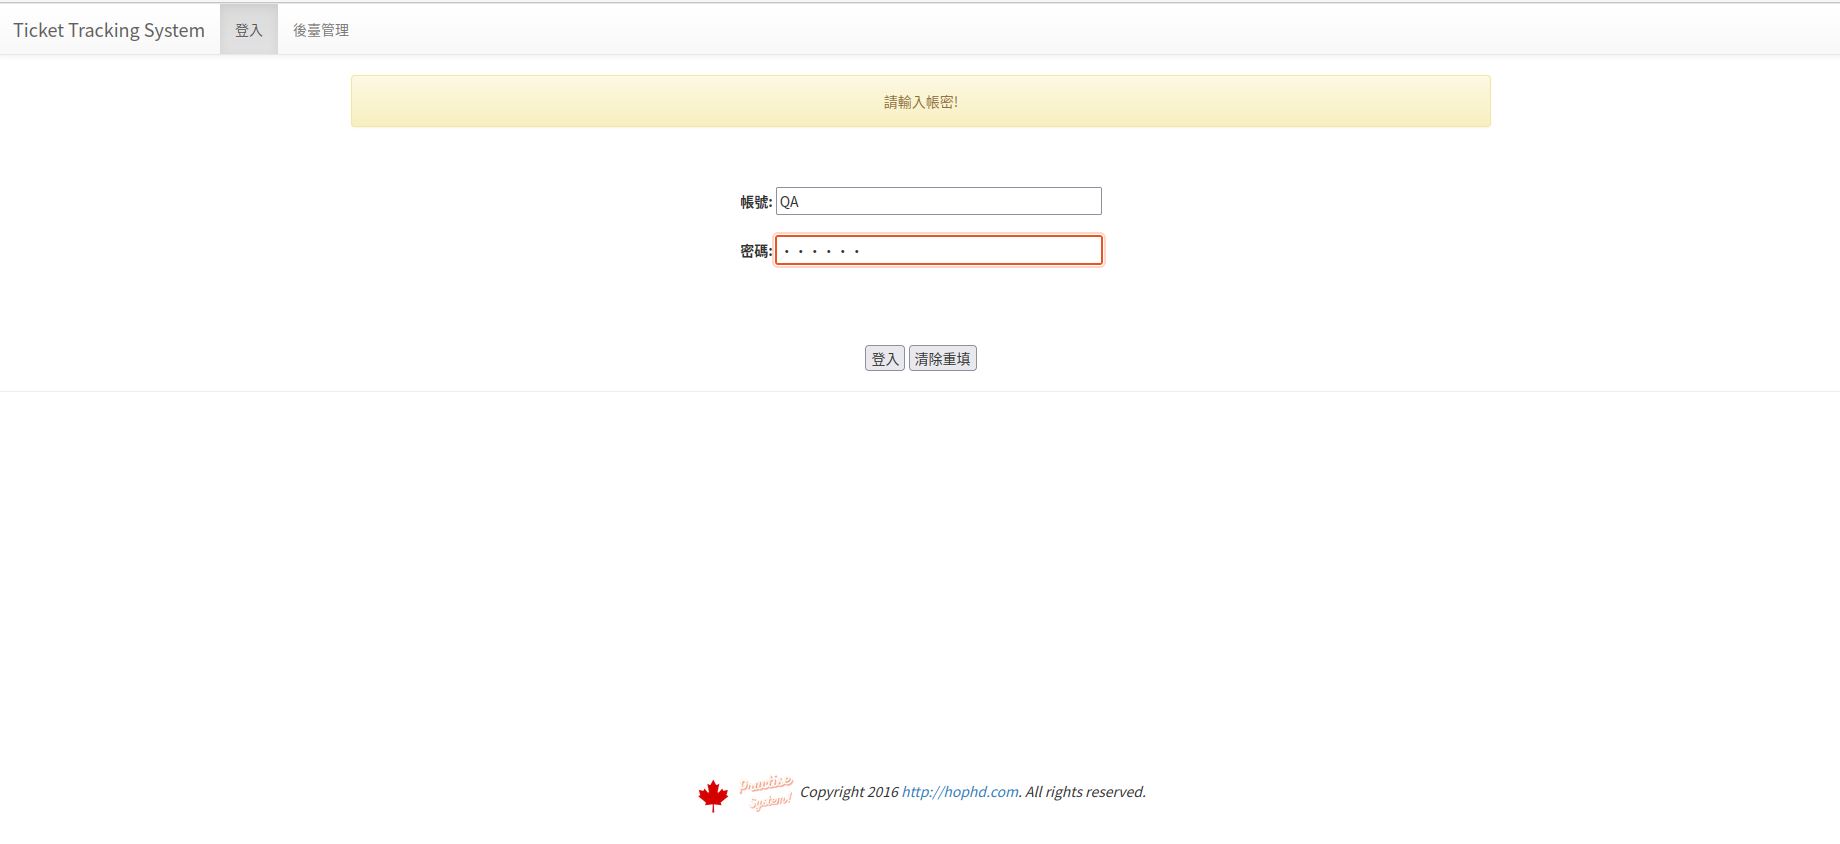 Ticket Tracking System 登入 後臺管理
請輸入帳密!
帳號: QA
密碼: ••••••
登入 清除重填
Practise
System!
Copyright 2016 http://hophd.com. All rights reserved.